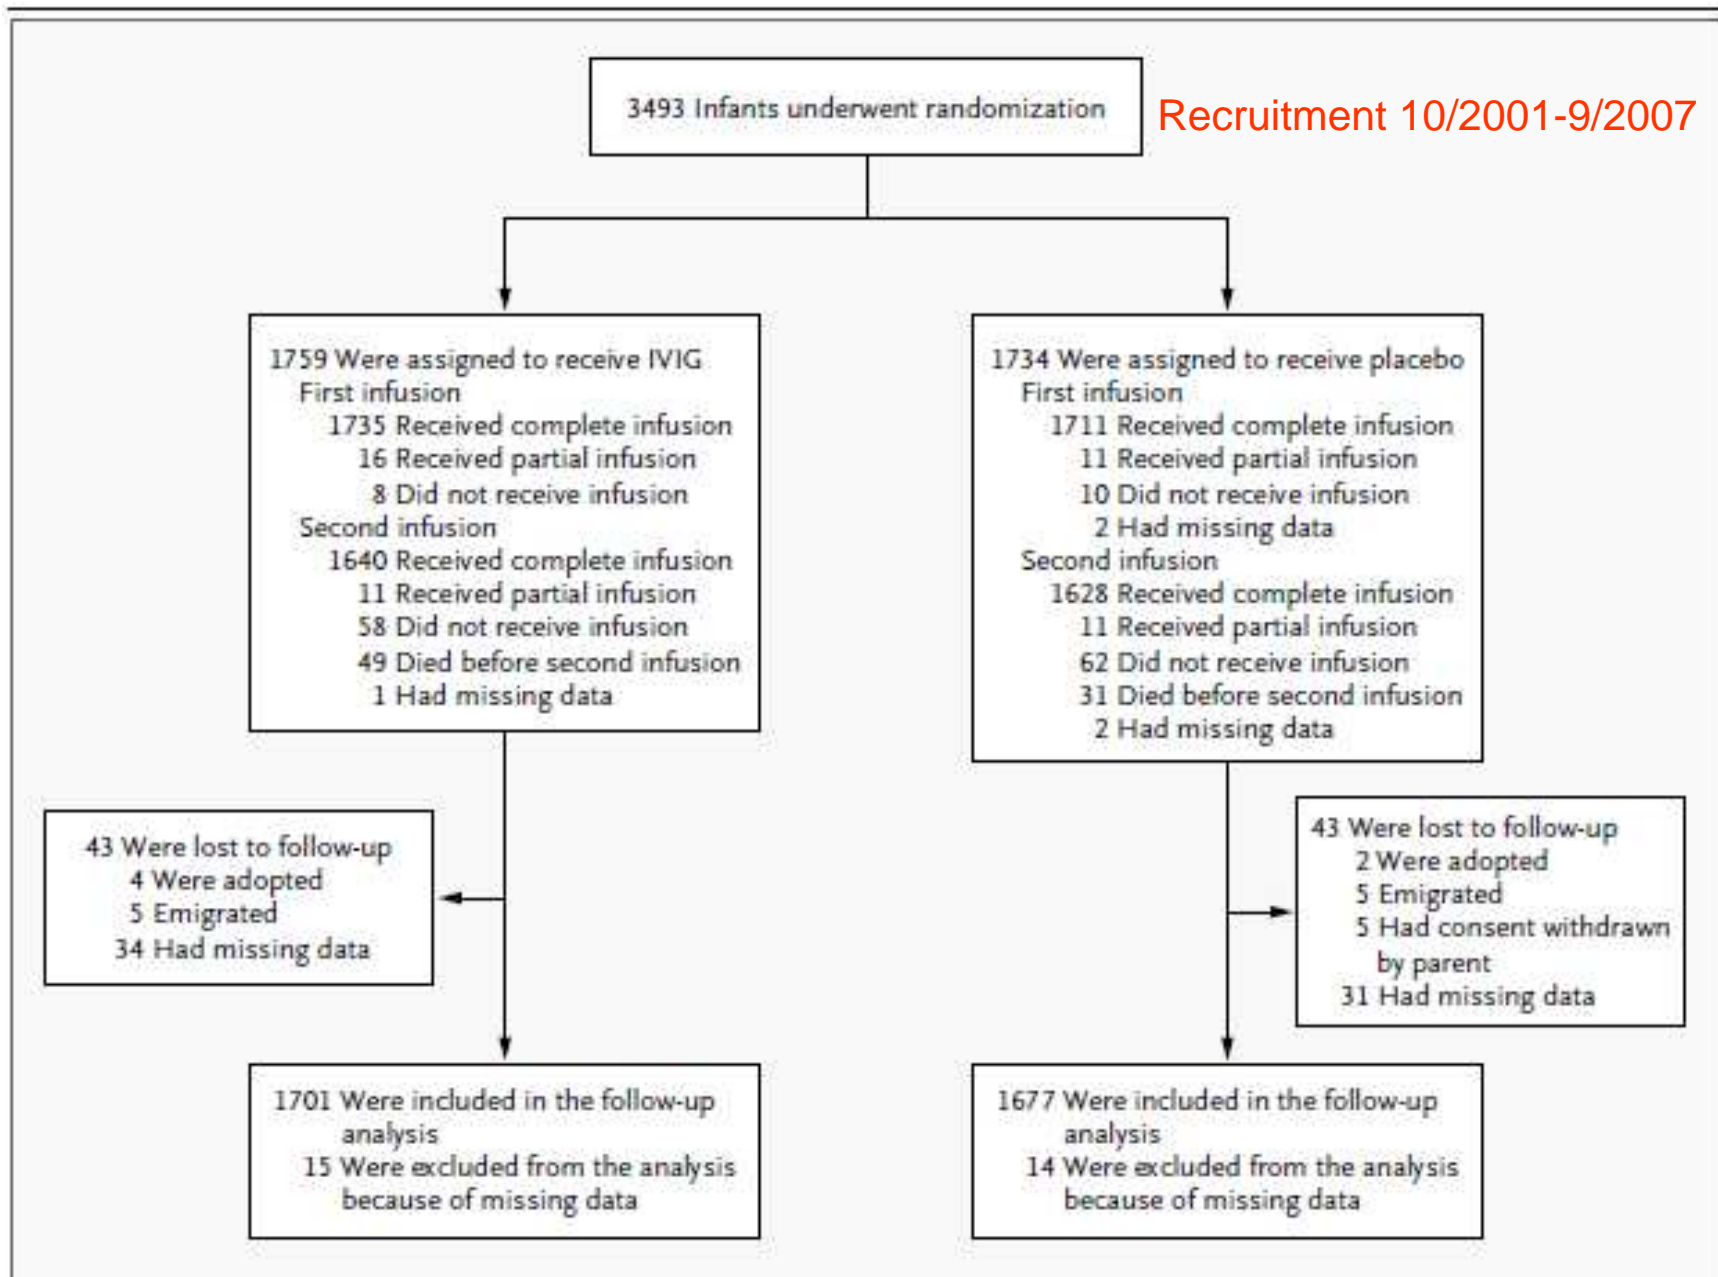 3493 Infants underwent randomization
Recruitment 10/2001-9/2007
1759 Were assigned to receive IVIG
First infusion
1735 Received complete infusion
16 Received partial infusion
8 Did not receive infusion
Second infusion
1640 Received complete infusion
11 Received partial infusion
58 Did not receive infusion
49 Died before second infusion
1 Had missing data
1734 Were assigned to receive placebo
First infusion
1711 Received complete infusion
11 Received partial infusion
10 Did not receive infusion
2 Had missing data
Second infusion
1628 Received complete infusion
11 Received partial infusion
62 Did not receive infusion
31 Died before second infusion
2 Had missing data
43 Were lost to follow-up
4 Were adopted
5 Emigrated
34 Had missing data
43 Were lost to follow-up
2 Were adopted
5 Emigrated
5 Had consent withdrawn
by parent
31 Had missing data
1701 Were included in the follow-up
analysis
15 Were excluded from the analysis
because of missing data
1677 Were included in the follow-up
analysis
14 Were excluded from the analysis
because of missing data